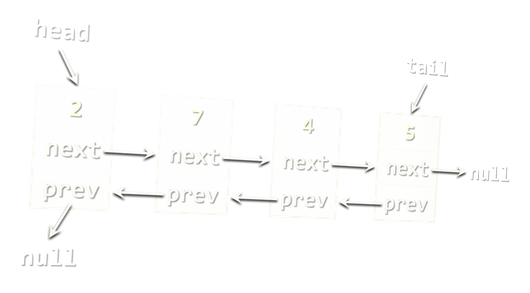 head
tail
2
7
4
5
next
next
next
next
null
prev
prev
prev
prev
null